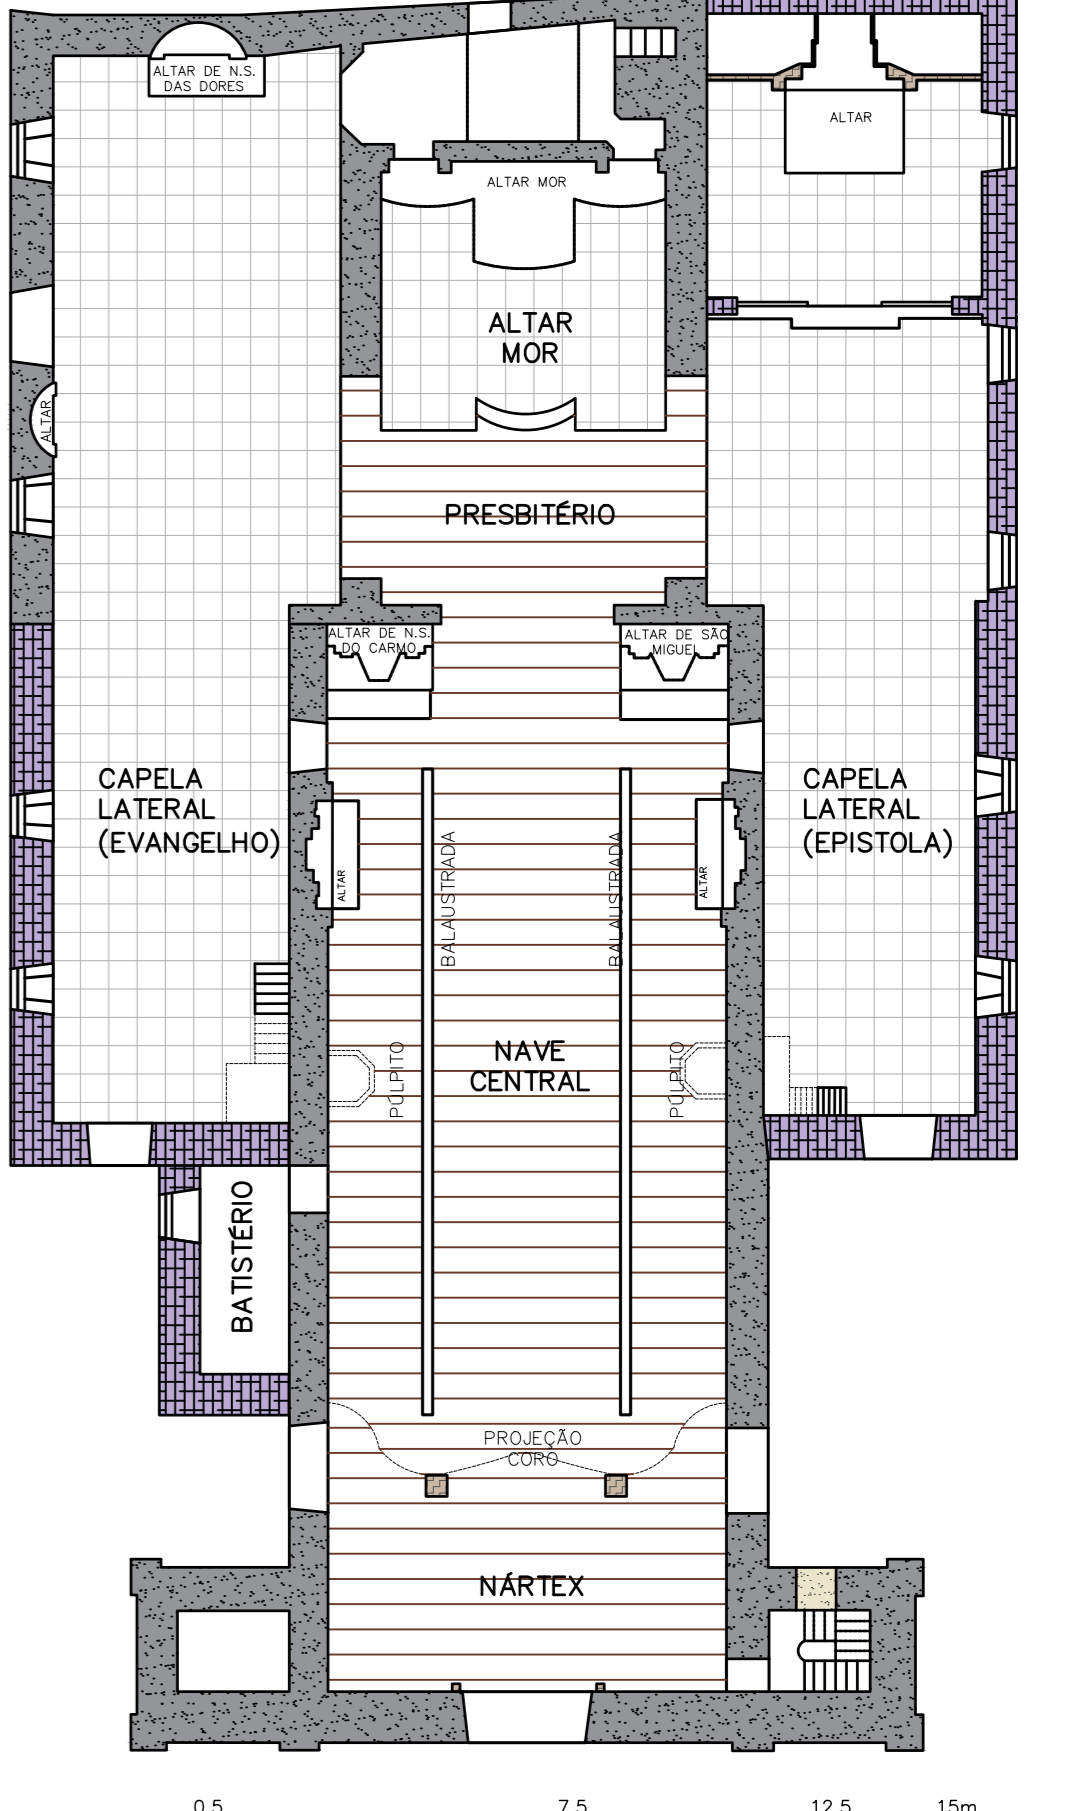 ALTAR DE N.S.
DAS DORES
ALTAR
ALTAR MOR
ALTAR
MOR
ALTAR
PRESBITÉRIO
ALTAR DE N.S.
DO CARMO
ALTAR DE SÃO
MIGUEL
CAPELA
LATERAL
(EVANGELHO)
CAPELA
LATERAL
(EPISTOLA)
ALTAR
BALAUSTRADA
BALAUSTRADA
ALTAR
PÚLPITO
NAVE
CENTRAL
PÚLPITO
BATISTÉRIO
PROJEÇÃO
CORO
NÁRTEX
0.5 7.5 12.5 15m